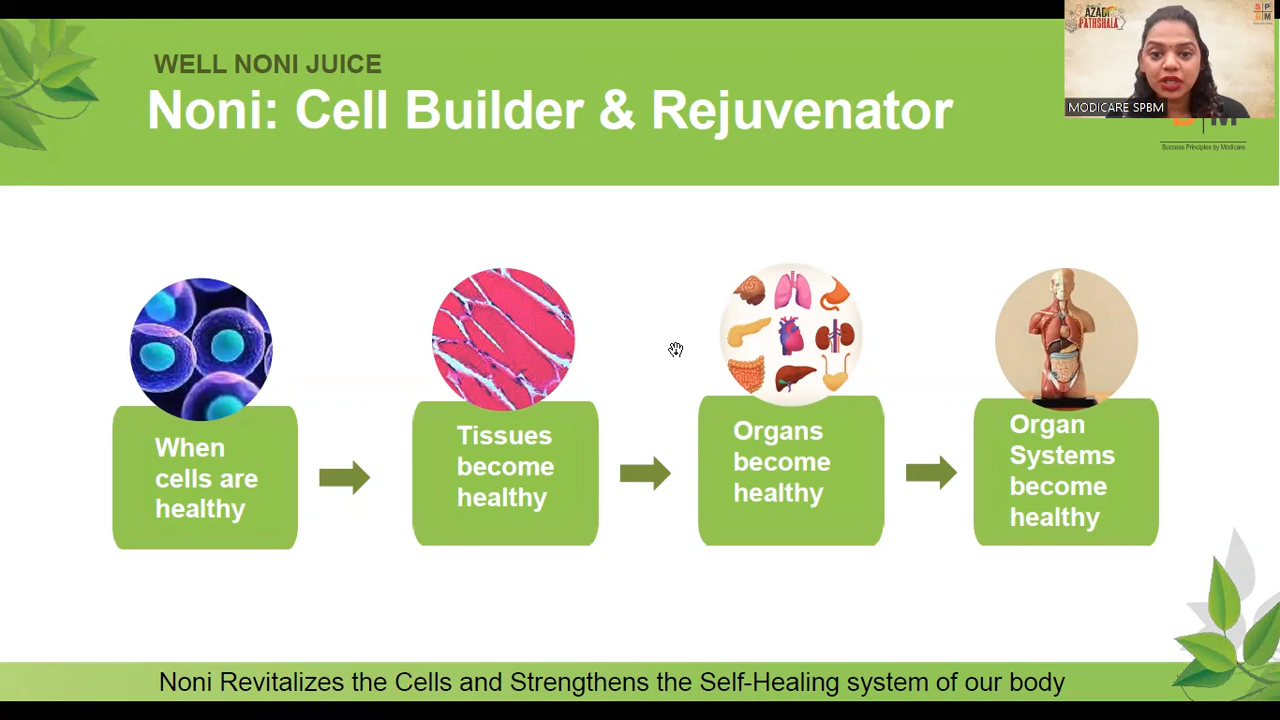 AZADI
PATHSHALA
S P
B M
MODICARE SPBM
Success Principles by Modicare
WELL NONI JUICE
Noni: Cell Builder & Rejuvenator
When
cells are
healthy
Tissues
become
healthy
Organs
become
healthy
Organ
Systems
become
healthy
Noni Revitalizes the Cells and Strengthens the Self-Healing system of our body